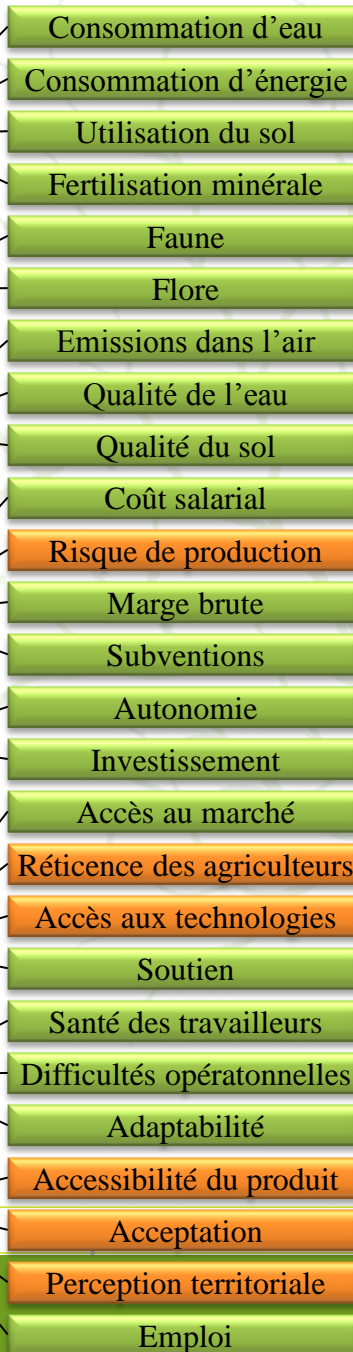 Consommation d’eau
Consommation d’énergie
Utilisation du sol
Fertilisation minérale
Faune
Flore
Emissions dans l’air
Qualité de l’eau
Qualité du sol
Coût salarial
Risque de production
Marge brute
Subventions
Autonomie
Investissement
Accès au marché
Réticence des agriculteurs
Accès aux technologies
Soutien
Santé des travailleurs
Difficultés opératonnelles
Adaptabilité
Accessibilité du produit
Acceptation
Perception territoriale
Emploi